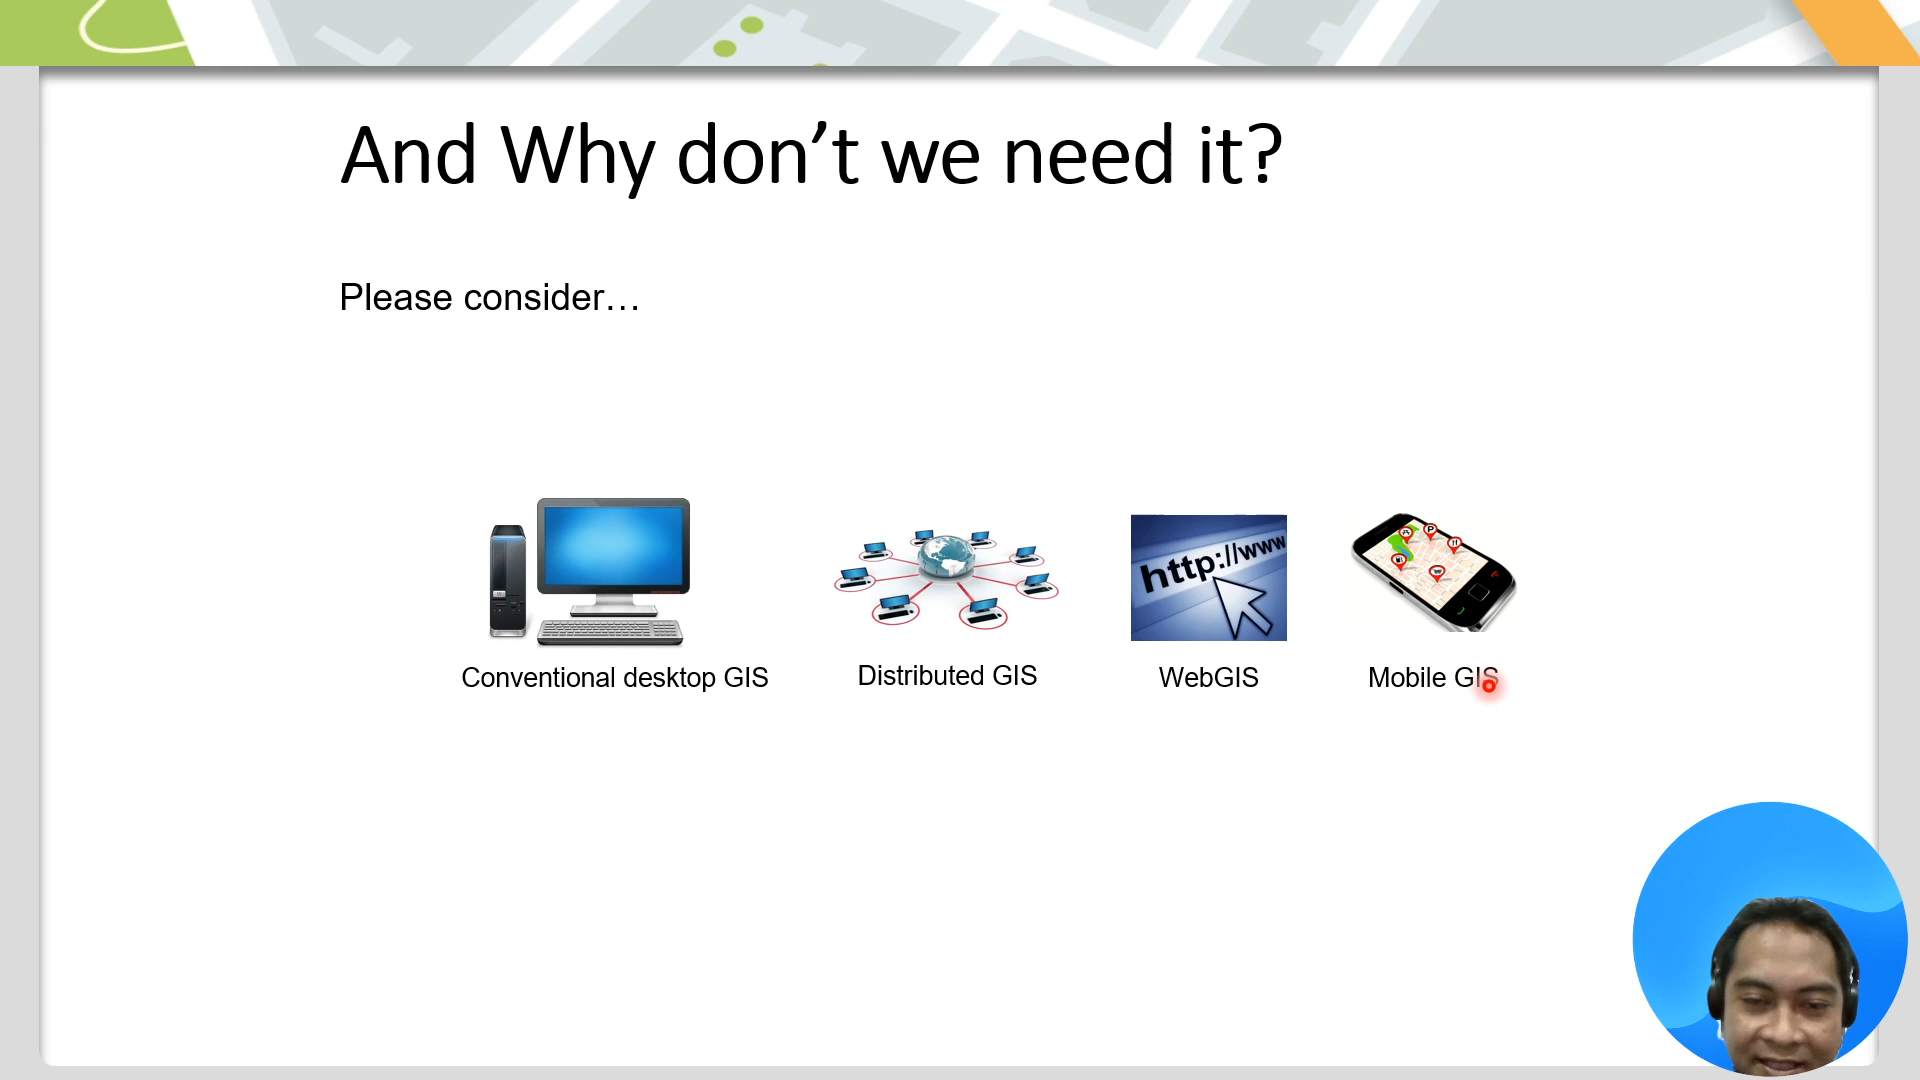 And Why don’t we need it?
Please consider…
http://www
P
Conventional desktop GIS
Distributed GIS
WebGIS
Mobile GIS